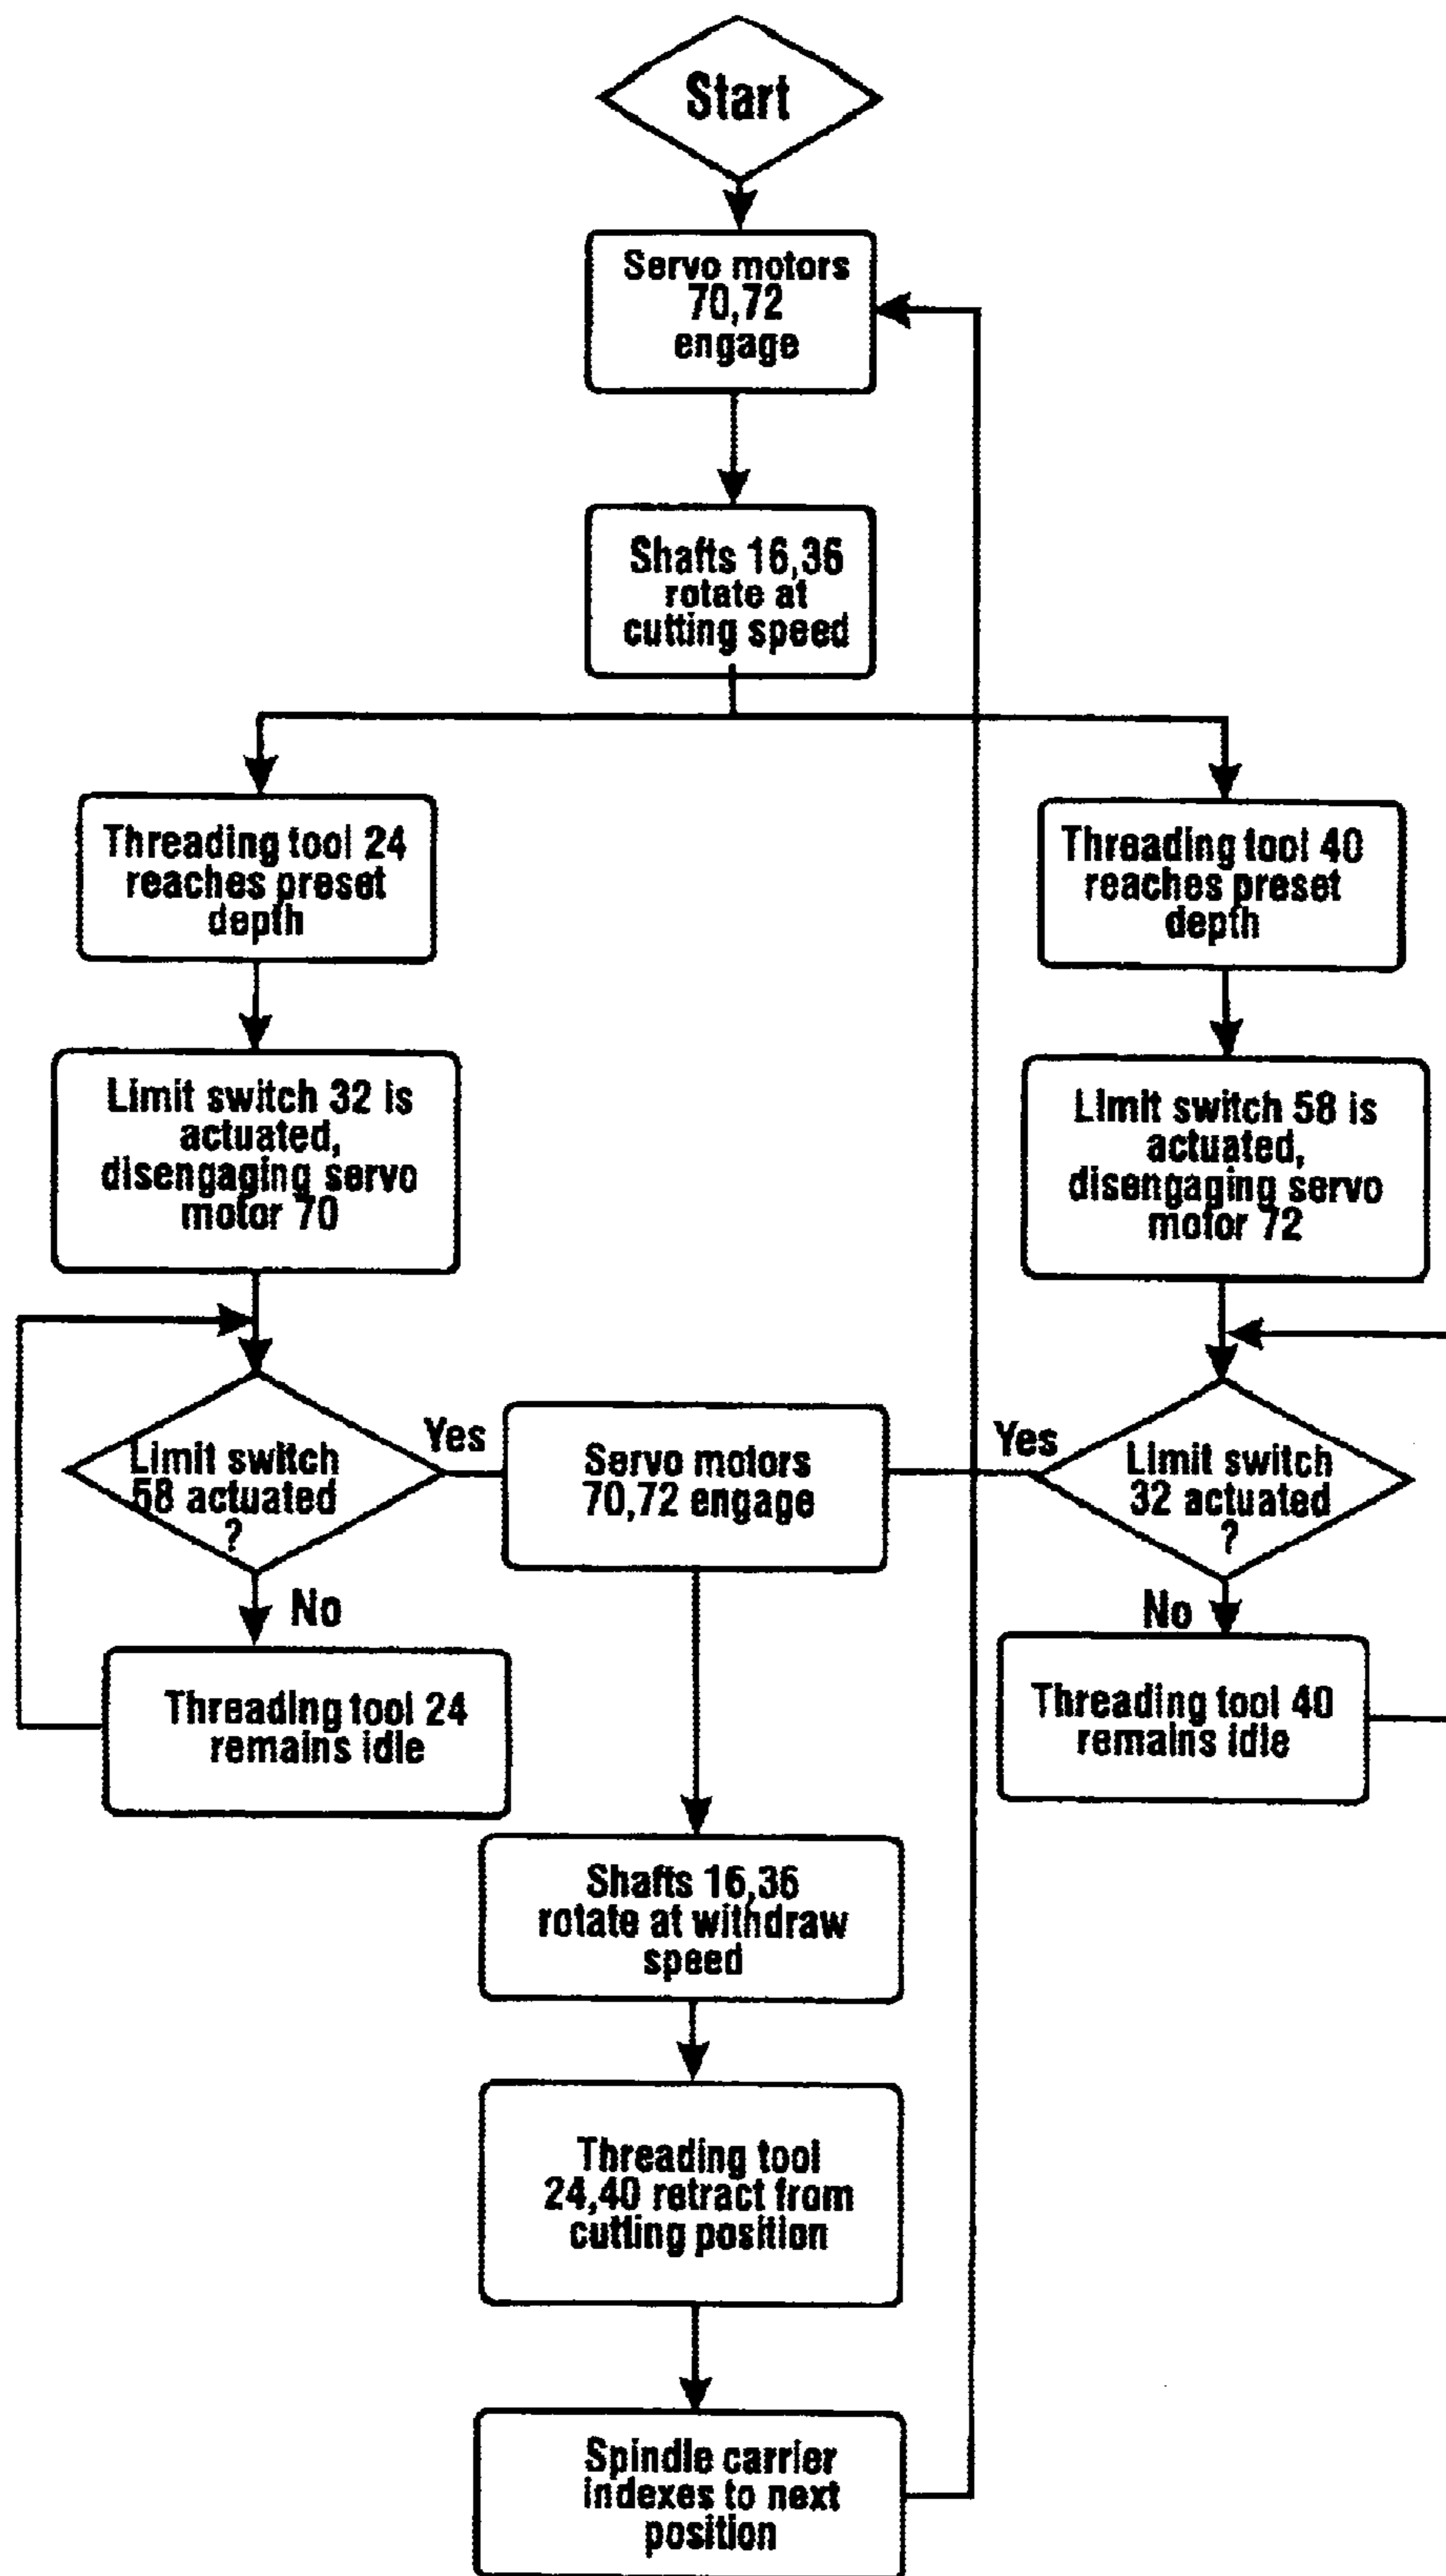 Start
Servo motors
70,72
engage
Shafts 16,36
rotate at
cutting speed
Threading tool 24
reaches preset
depth
Threading tool 40
reaches preset
depth
Limit switch 32 is
actuated,
disengaging servo
motor 70
Limit switch 58 is
actuated,
disengaging servo
motor 72
Limit switch
58 actuated
?
Yes
Servo motors
70,72 engage
Yes
Limit switch
32 actuated
?
No
No
Threading tool 24
remains idle
Threading tool 40
remains idle
Shafts 16,36
rotate at withdraw
speed
Threading tool
24,40 retract from
cutting position
Spindle carrier
indexes to next
position